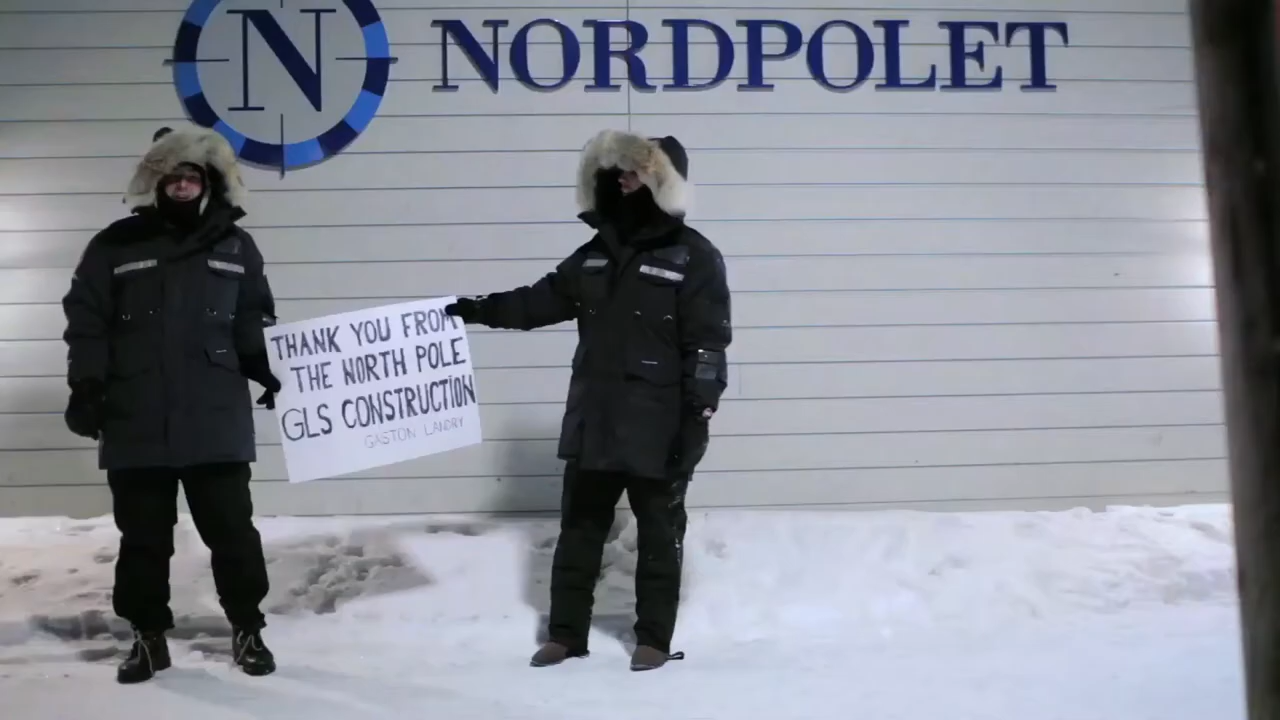 N NORDPOLET
THANK YOU FROM
THE NORTH POLE
GLS CONSTRUCTION
GASTON LANDRY